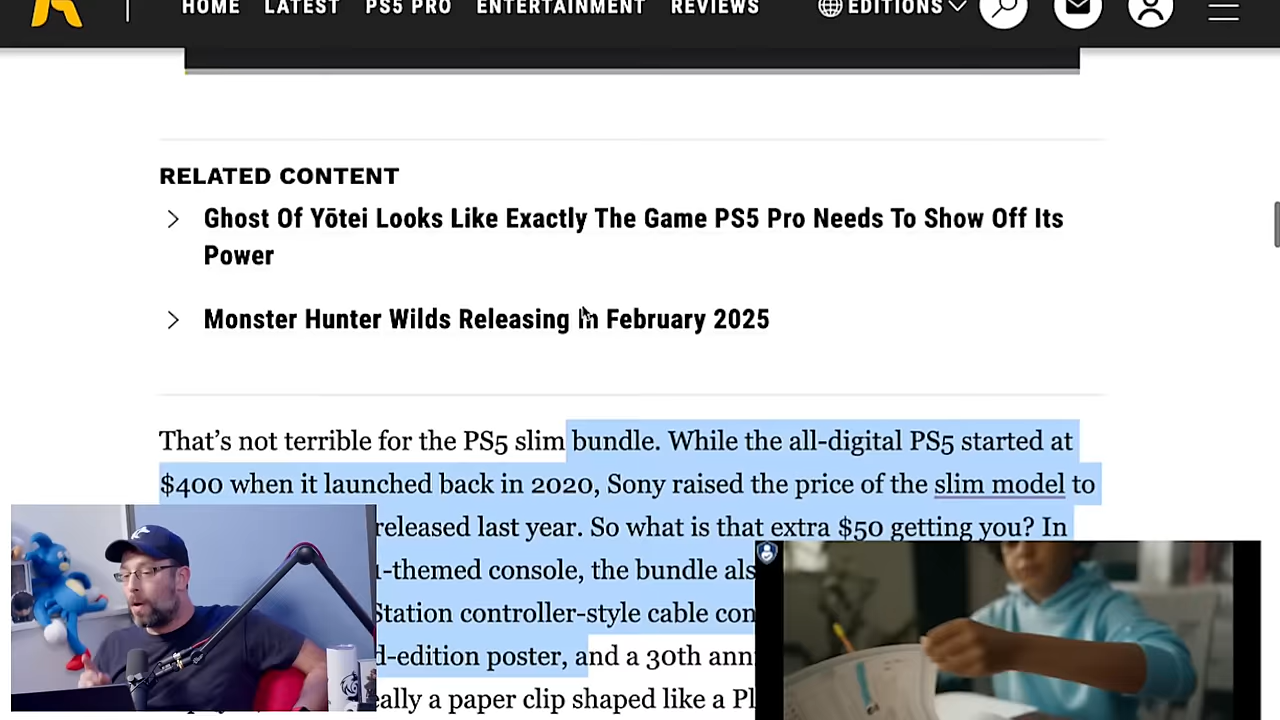 HOME LATEST PS5 PRO ENTERTAINMENT REVIEWS EDITIONS
RELATED CONTENT
Ghost Of Yōtei Looks Like Exactly The Game PS5 Pro Needs To Show Off Its
Power
Monster Hunter Wilds Releasing In February 2025
That’s not terrible for the PS5 slim bundle. While the all-digital PS5 started at
$400 when it launched back in 2020, Sony raised the price of the slim model to
released last year. So what is that extra $50 getting you? In
-themed console, the bundle als
Station controller-style cable con
d-edition poster, and a 30th ann
eally a paper clip shaped like a Pl